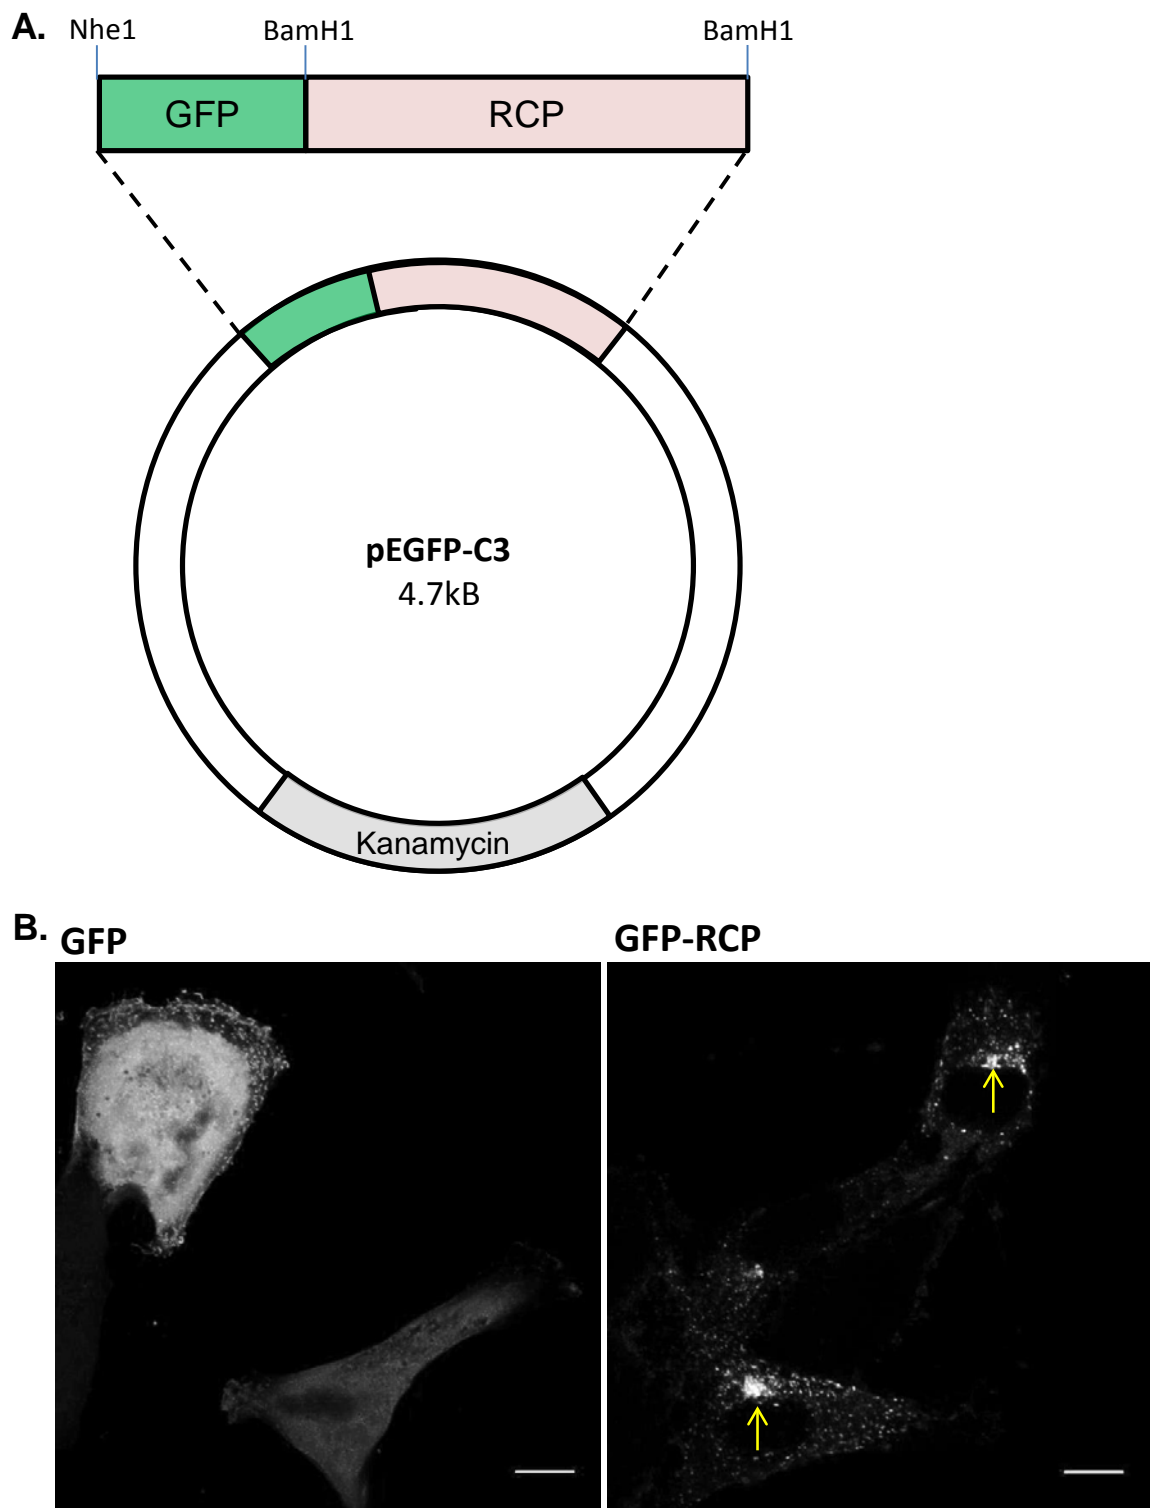 A.
Nhe1 BamH1 BamH1
GFP RCP
pEGFP-C3
4.7kB
Kanamycin
B.
GFP GFP-RCP